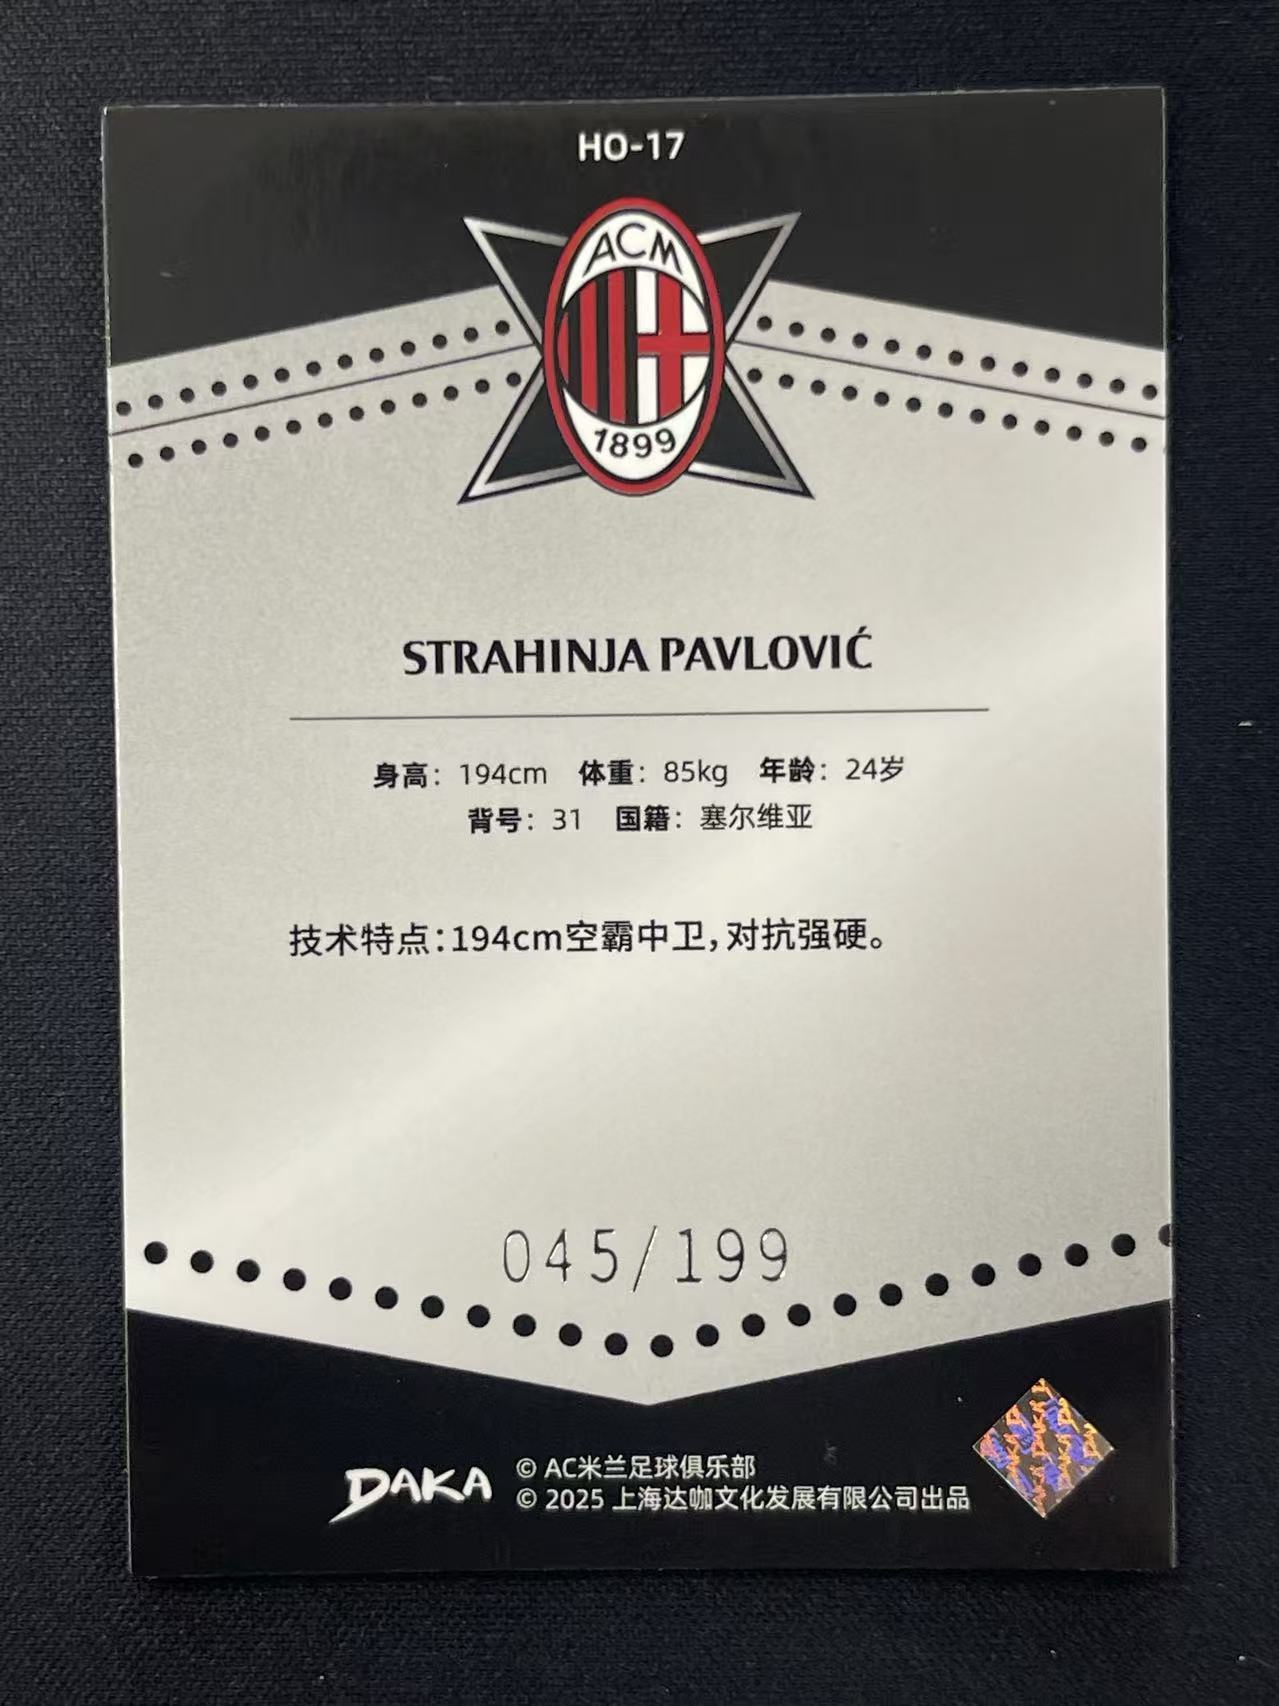 HO-17
ACM
1899
STRAHINJA PAVLOVIĆ
身高：194cm 体重：85kg 年龄：24岁
背号：31 国籍：塞尔维亚
技术特点：194cm空霸中卫，对抗强硬。
045/199
DAKA
© AC米兰足球俱乐部
© 2025 上海达咖文化发展有限公司出品